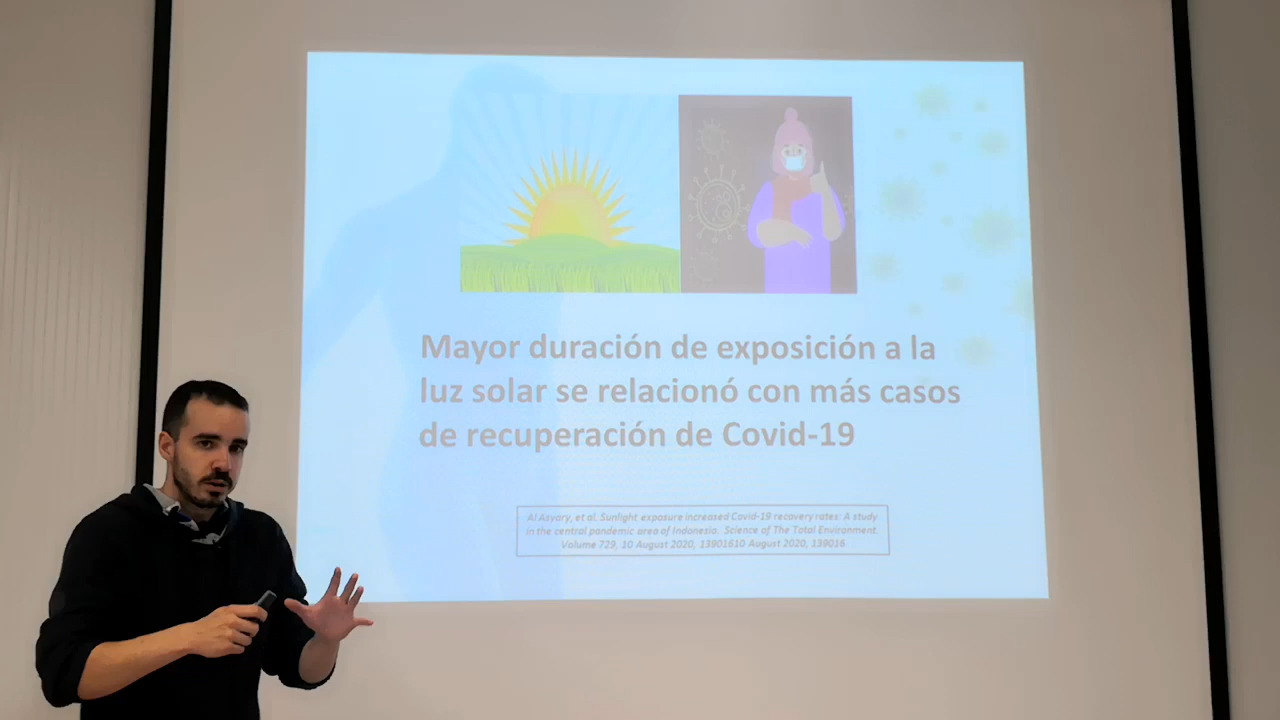 Mayor duración de exposición a la
luz solar se relacionó con más casos
de recuperación de Covid-19
Al Asyary, et al. Sunlight exposure increased Covid-19 recovery rates: A study
in the central pandemic area of Indonesia. Science of The Total Environment.
Volume 729, 10 August 2020, 13901610 August 2020, 139016